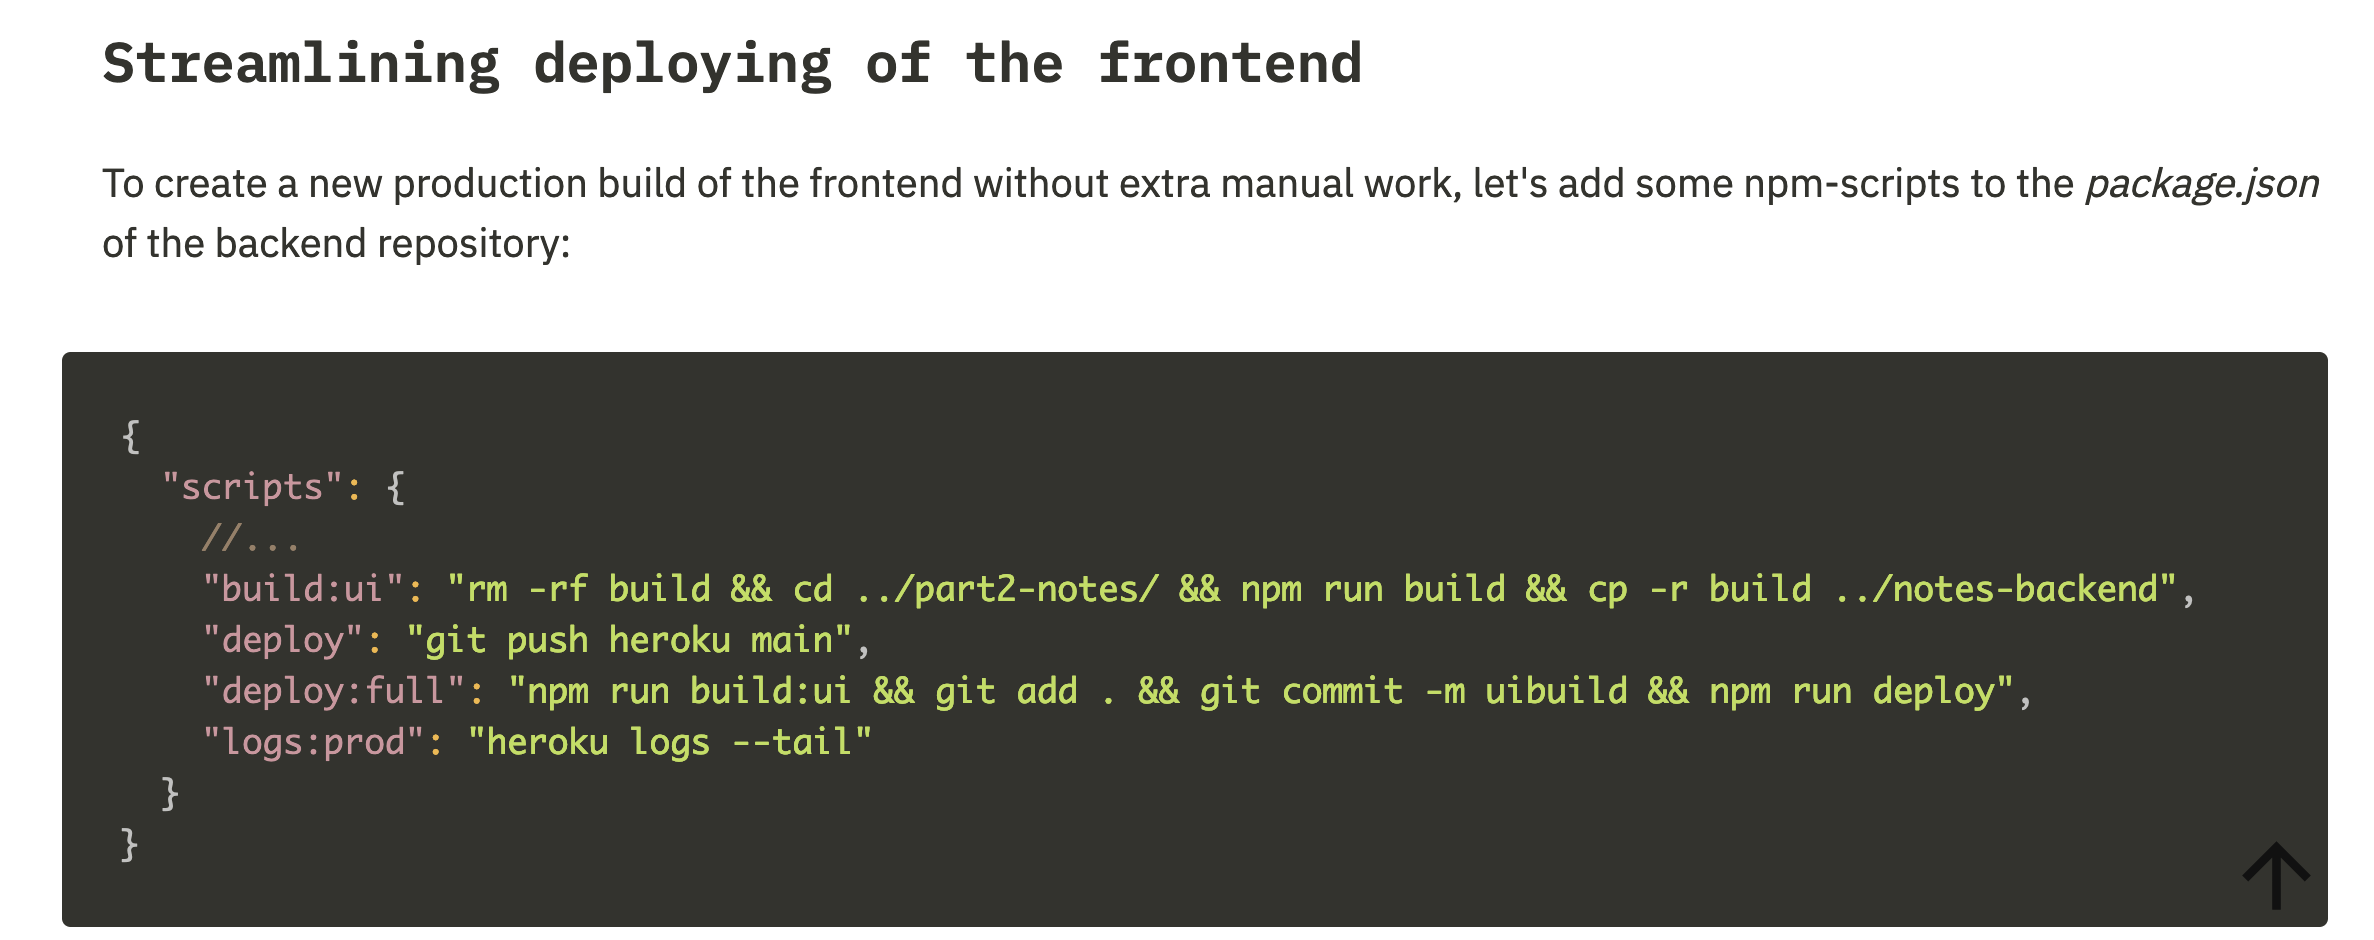 Streamlining deploying of the frontend
To create a new production build of the frontend without extra manual work, let's add some npm-scripts to the package.json
of the backend repository:
{
  "scripts": {
    //...
    "build:ui": "rm -rf build && cd ../part2-notes/ && npm run build && cp -r build ../notes-backend",
    "deploy": "git push heroku main",
    "deploy:full": "npm run build:ui && git add . && git commit -m uibuild && npm run deploy",
    "logs:prod": "heroku logs --tail"
  }
}